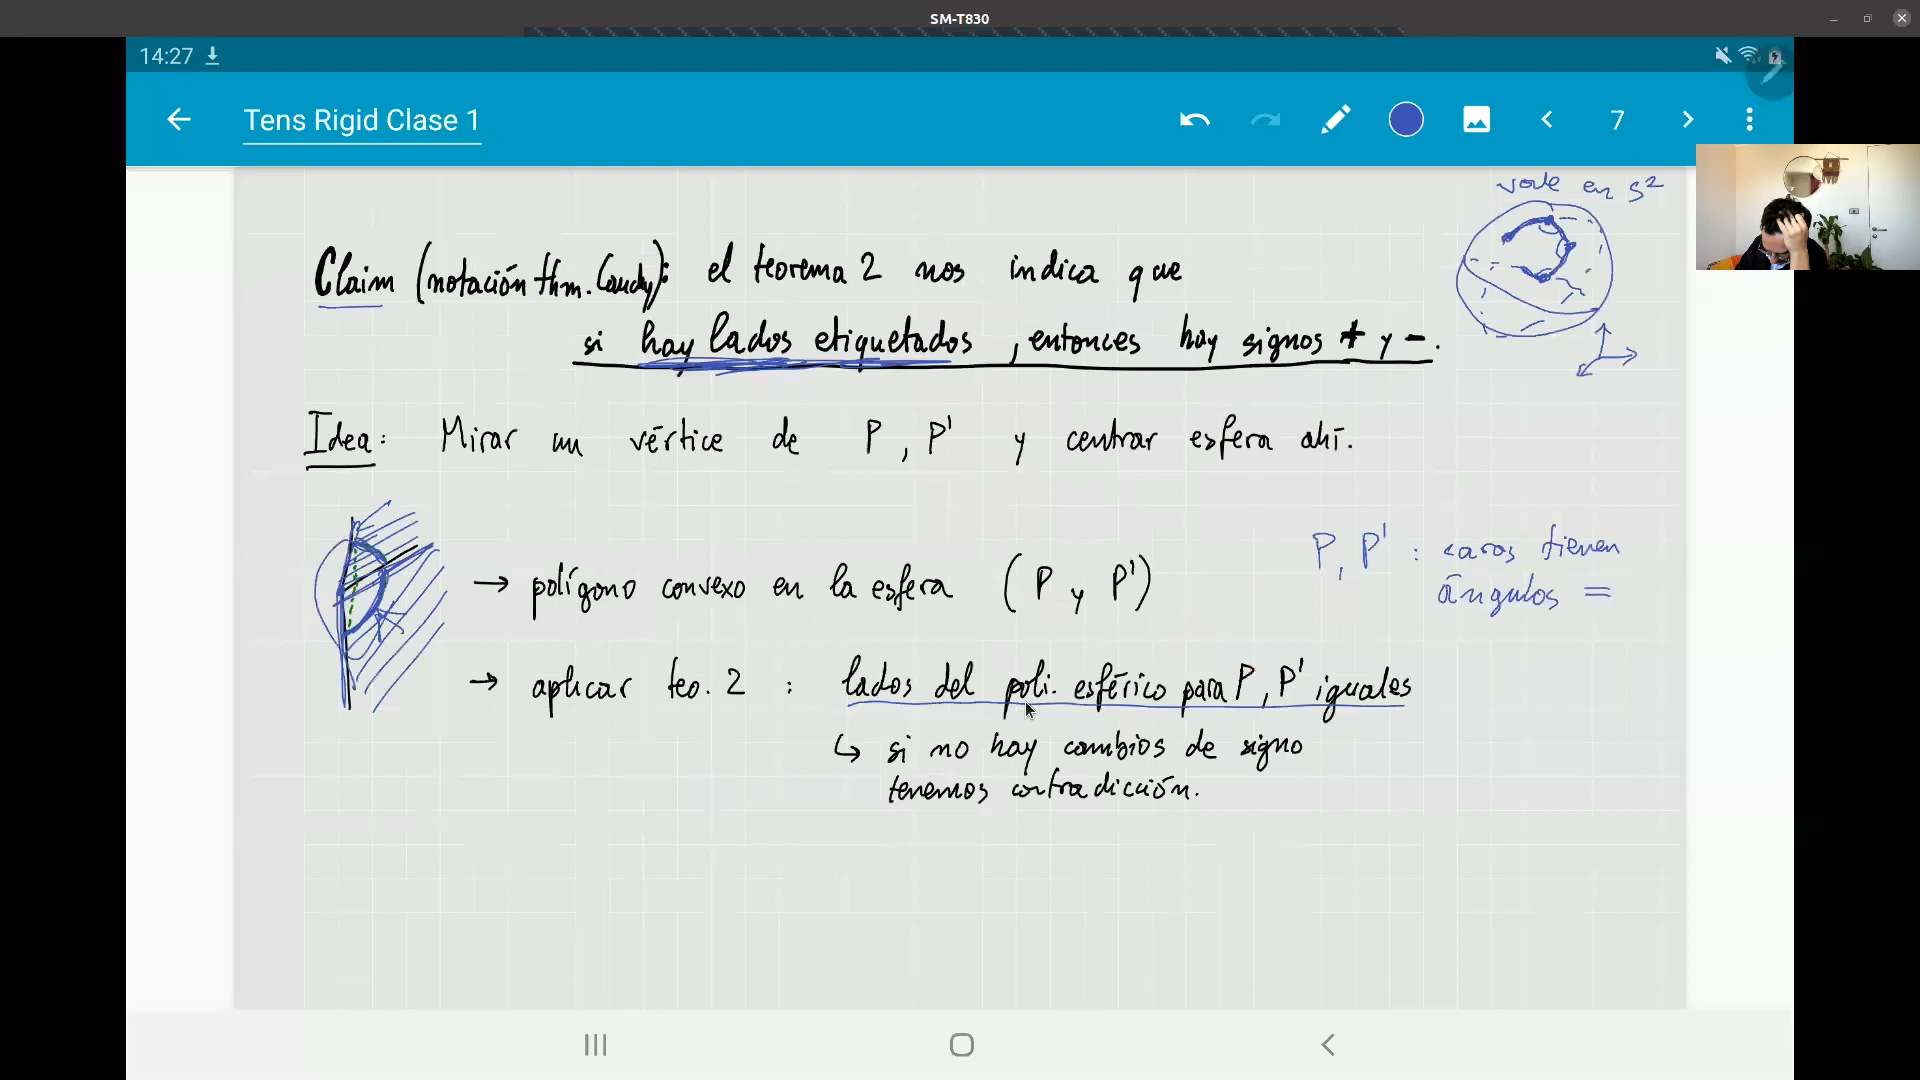 SM-T830
14:27
Tens Rigid Clase 1
7
vale en S²
Claim (notación thm. Cauchy): el teorema 2 nos indica que
si hay lados etiquetados, entonces hay signos + y -.
Idea: Mirar un vértice de P, P' y centrar esfera ahí.
P, P' : caras tienen
ángulos =
→ polígono convexo en la esfera (P y P')
→ aplicar teo. 2 : lados del poli. esférico para P, P' iguales
↳ si no hay cambios de signo
tenemos contradicción.